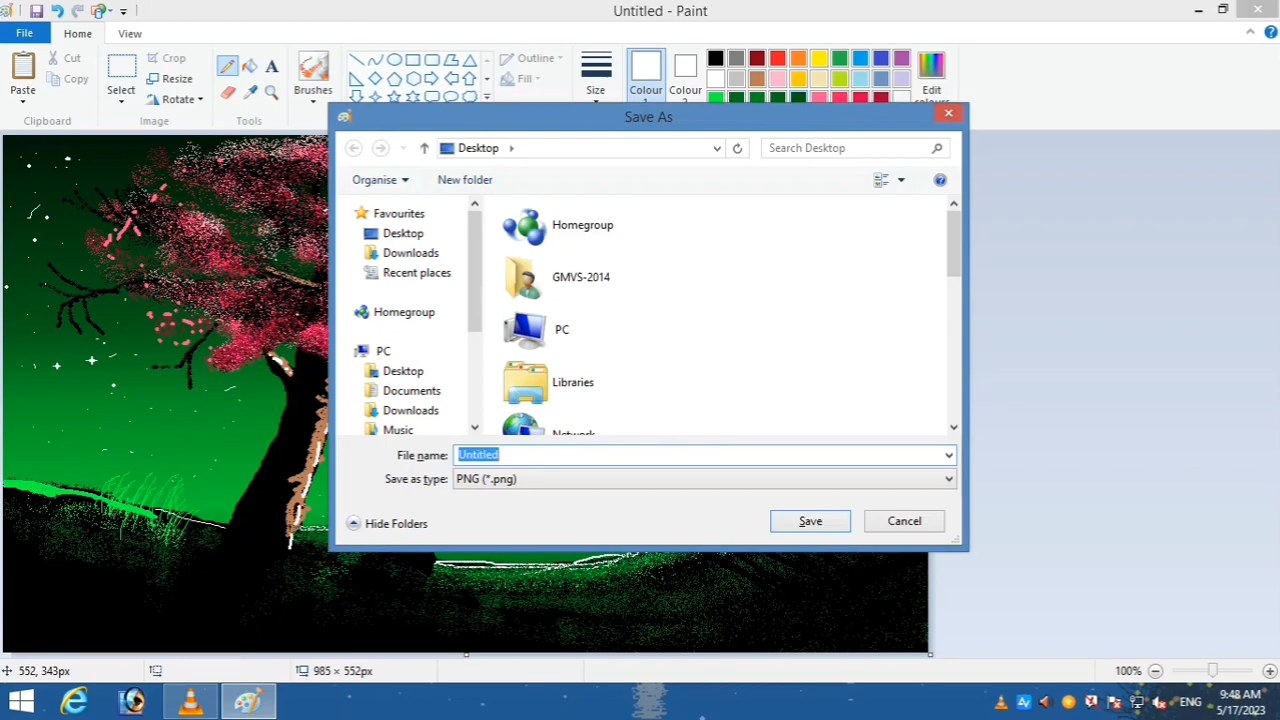 Untitled - Paint
File Home View
Paste
Cut
Copy
Clipboard
Select
Crop
Resize
Rotate
Image
A
Tools
Brushes
Outline
Fill
Size
Colour 1
Colour 2
Edit colours
Save As
Desktop
Search Desktop
Organise New folder
Favourites
Desktop
Downloads
Recent places
Homegroup
PC
Desktop
Documents
Downloads
Music
Homegroup
GMVS-2014
PC
Libraries
Network
File name: Untitled
Save as type: PNG (*.png)
Hide Folders Save Cancel
552, 343px 985 × 552px 100%
ENG 9:48 AM
5/17/2023